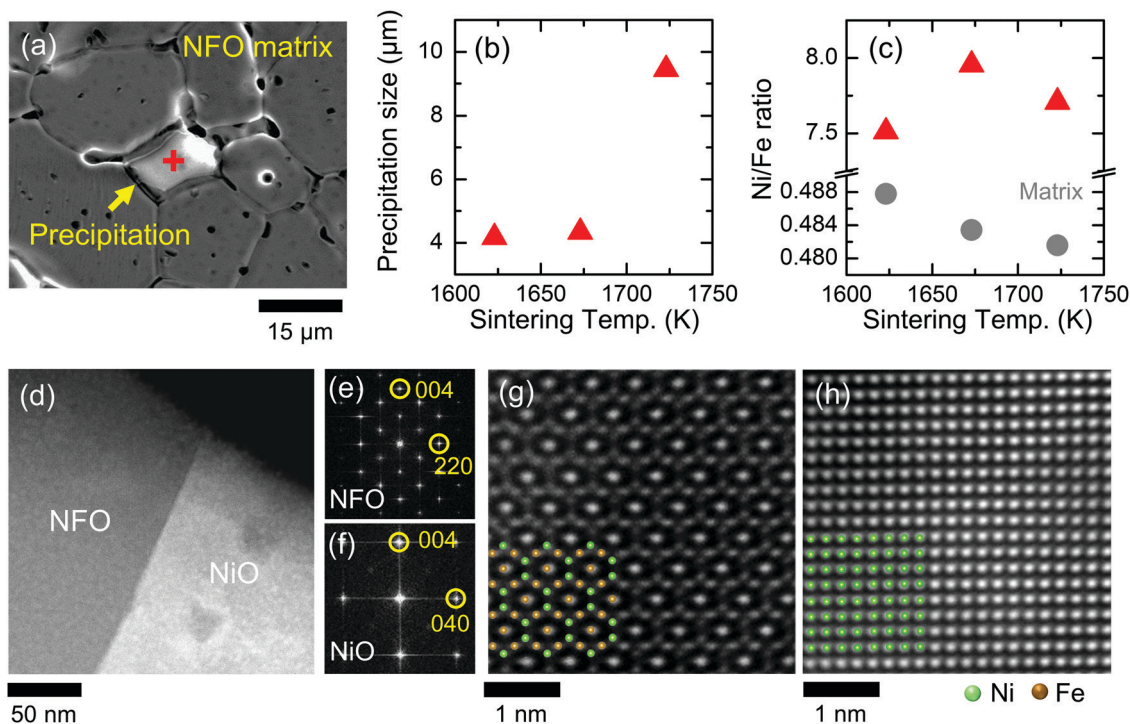 (a)
NFO matrix
Precipitation
15 µm
(b)
Precipitation size (µm)
10
8
6
4
1600
1650
1700
1750
Sintering Temp. (K)
(c)
Ni/Fe ratio
8.0
7.5
0.488
0.484
0.480
Matrix
1600
1650
1700
1750
Sintering Temp. (K)
(d)
NFO
NiO
50 nm
(e)
004
220
NFO
(f)
004
040
NiO
(g)
1 nm
(h)
1 nm
Ni
Fe